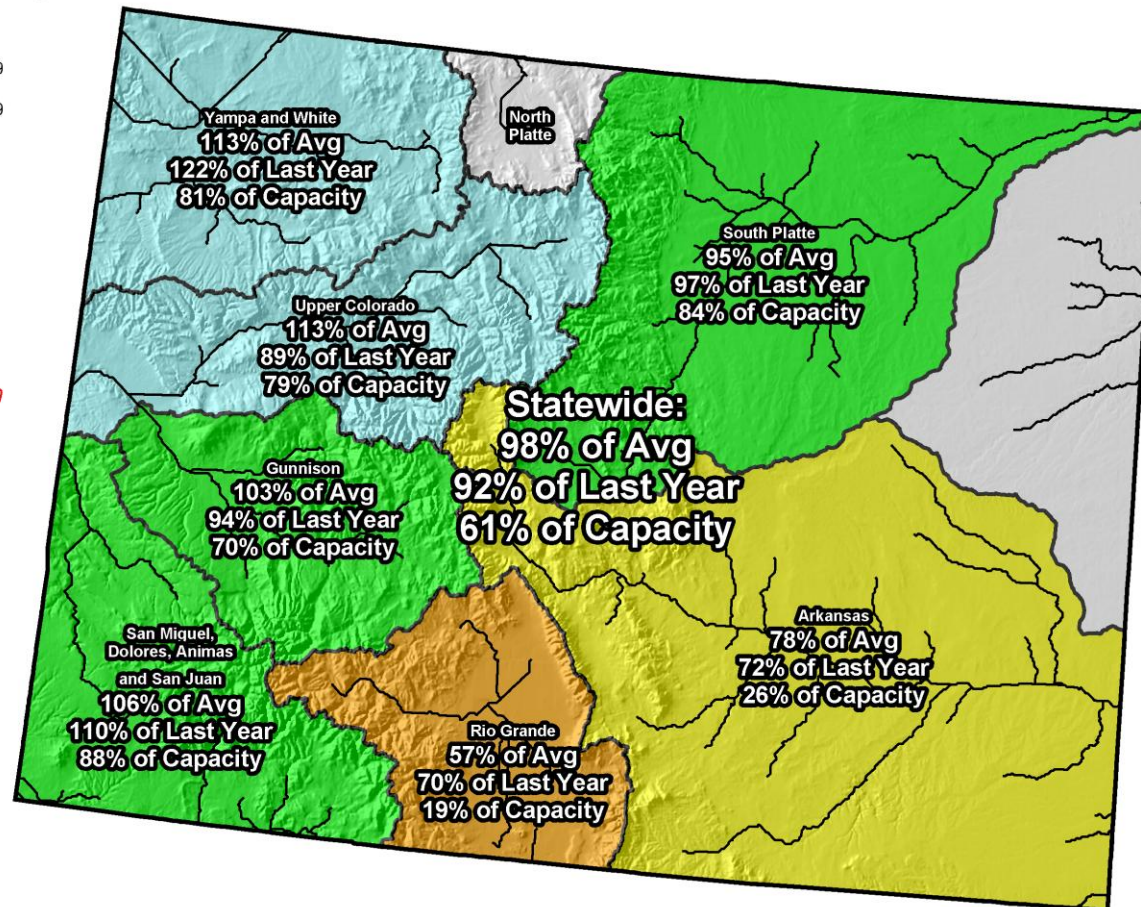 Yampa and White
113% of Avg
122% of Last Year
81% of Capacity
North
Platte
South Platte
95% of Avg
97% of Last Year
84% of Capacity
Upper Colorado
113% of Avg
89% of Last Year
79% of Capacity
Statewide:
98% of Avg
92% of Last Year
61% of Capacity
Gunnison
103% of Avg
94% of Last Year
70% of Capacity
San Miguel,
Dolores, Animas
and San Juan
106% of Avg
110% of Last Year
88% of Capacity
Rio Grande
57% of Avg
70% of Last Year
19% of Capacity
Arkansas
78% of Avg
72% of Last Year
26% of Capacity